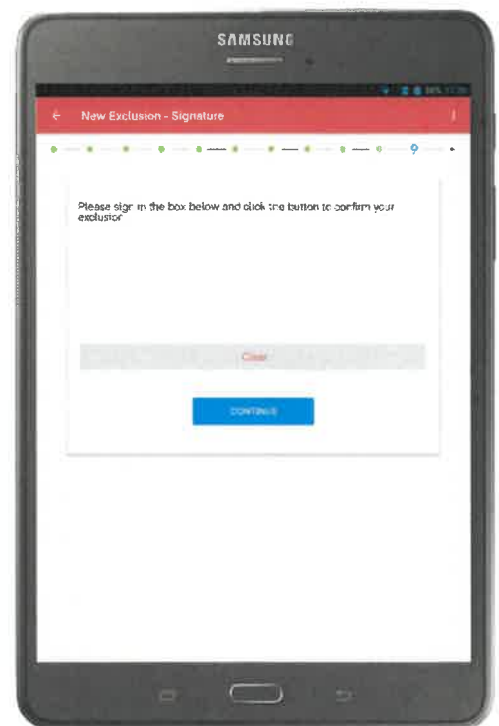 SAMSUNG
New Exclusion - Signature
Please sign in the box below and click the button to confirm your
exclusion
Clear
CONTINUE